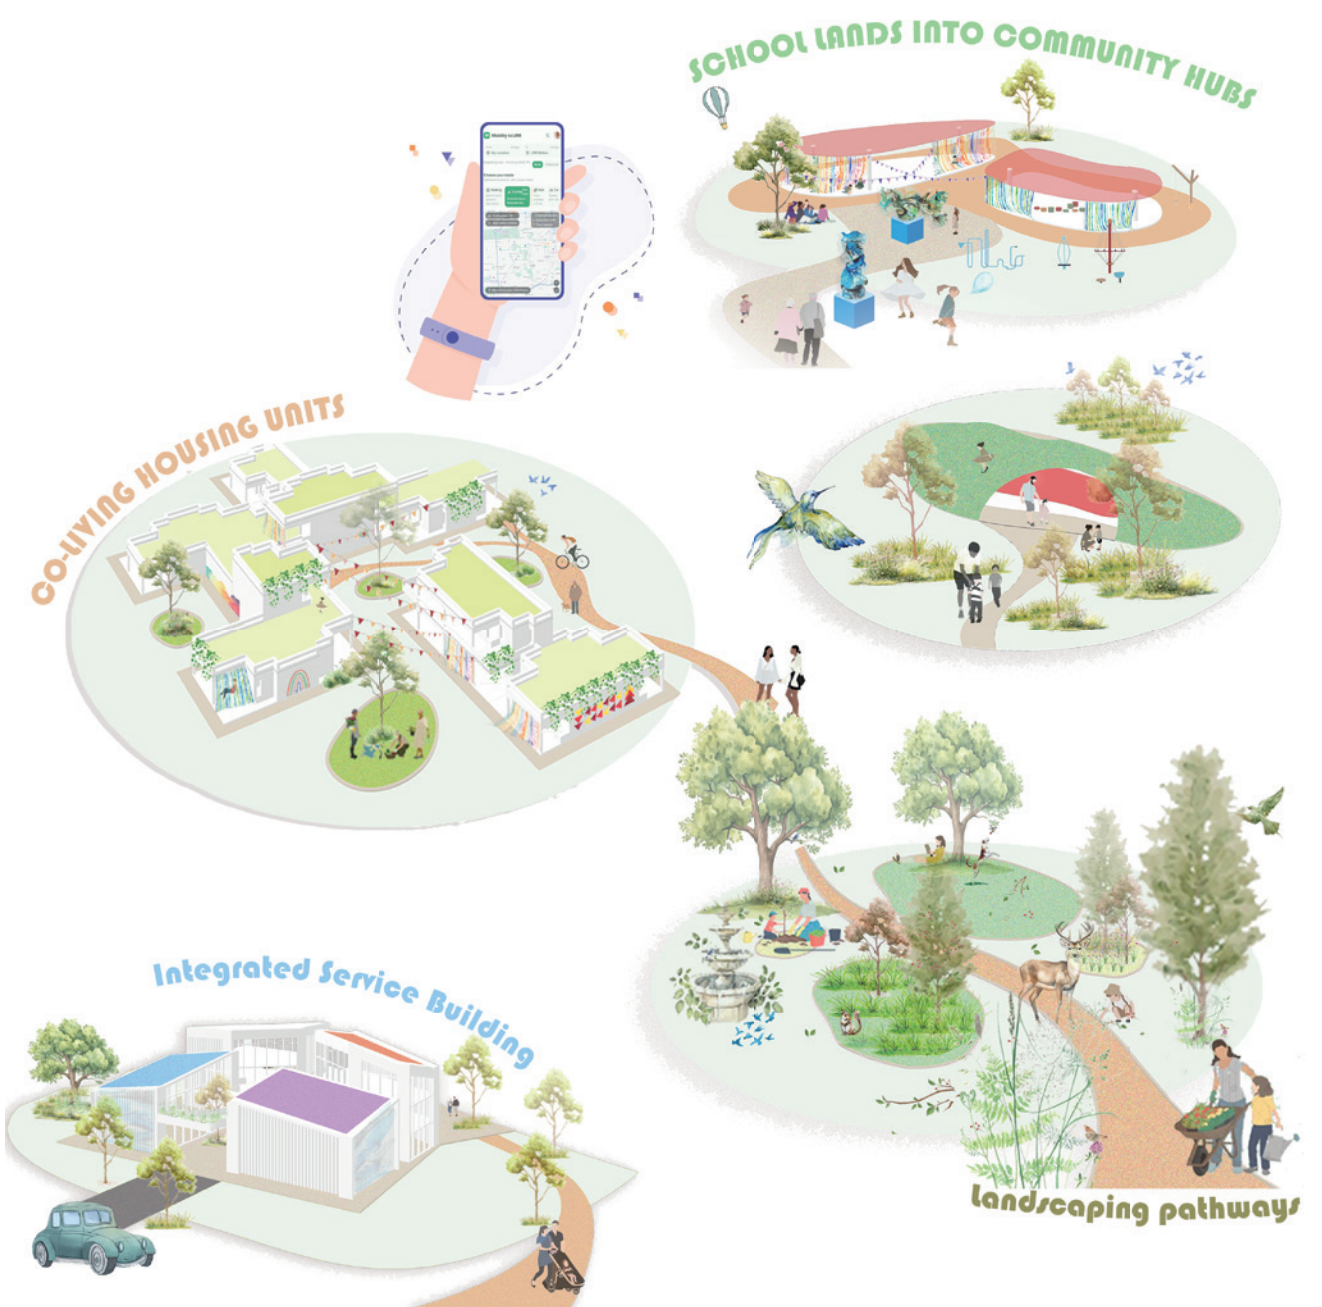 SCHOOL LANDS INTO COMMUNITY HUBS
CO-LIVING HOUSING UNITS
Integrated Service Building
Landscaping pathways